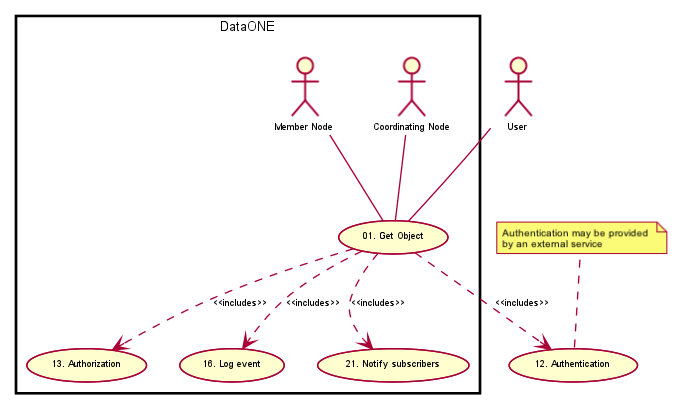 DataONE
Member Node
Coordinating Node
User
01. Get Object
Authentication may be provided
by an external service
<<includes>>
<<includes>>
<<includes>>
<<includes>>
13. Authorization
16. Log event
21. Notify subscribers
12. Authentication